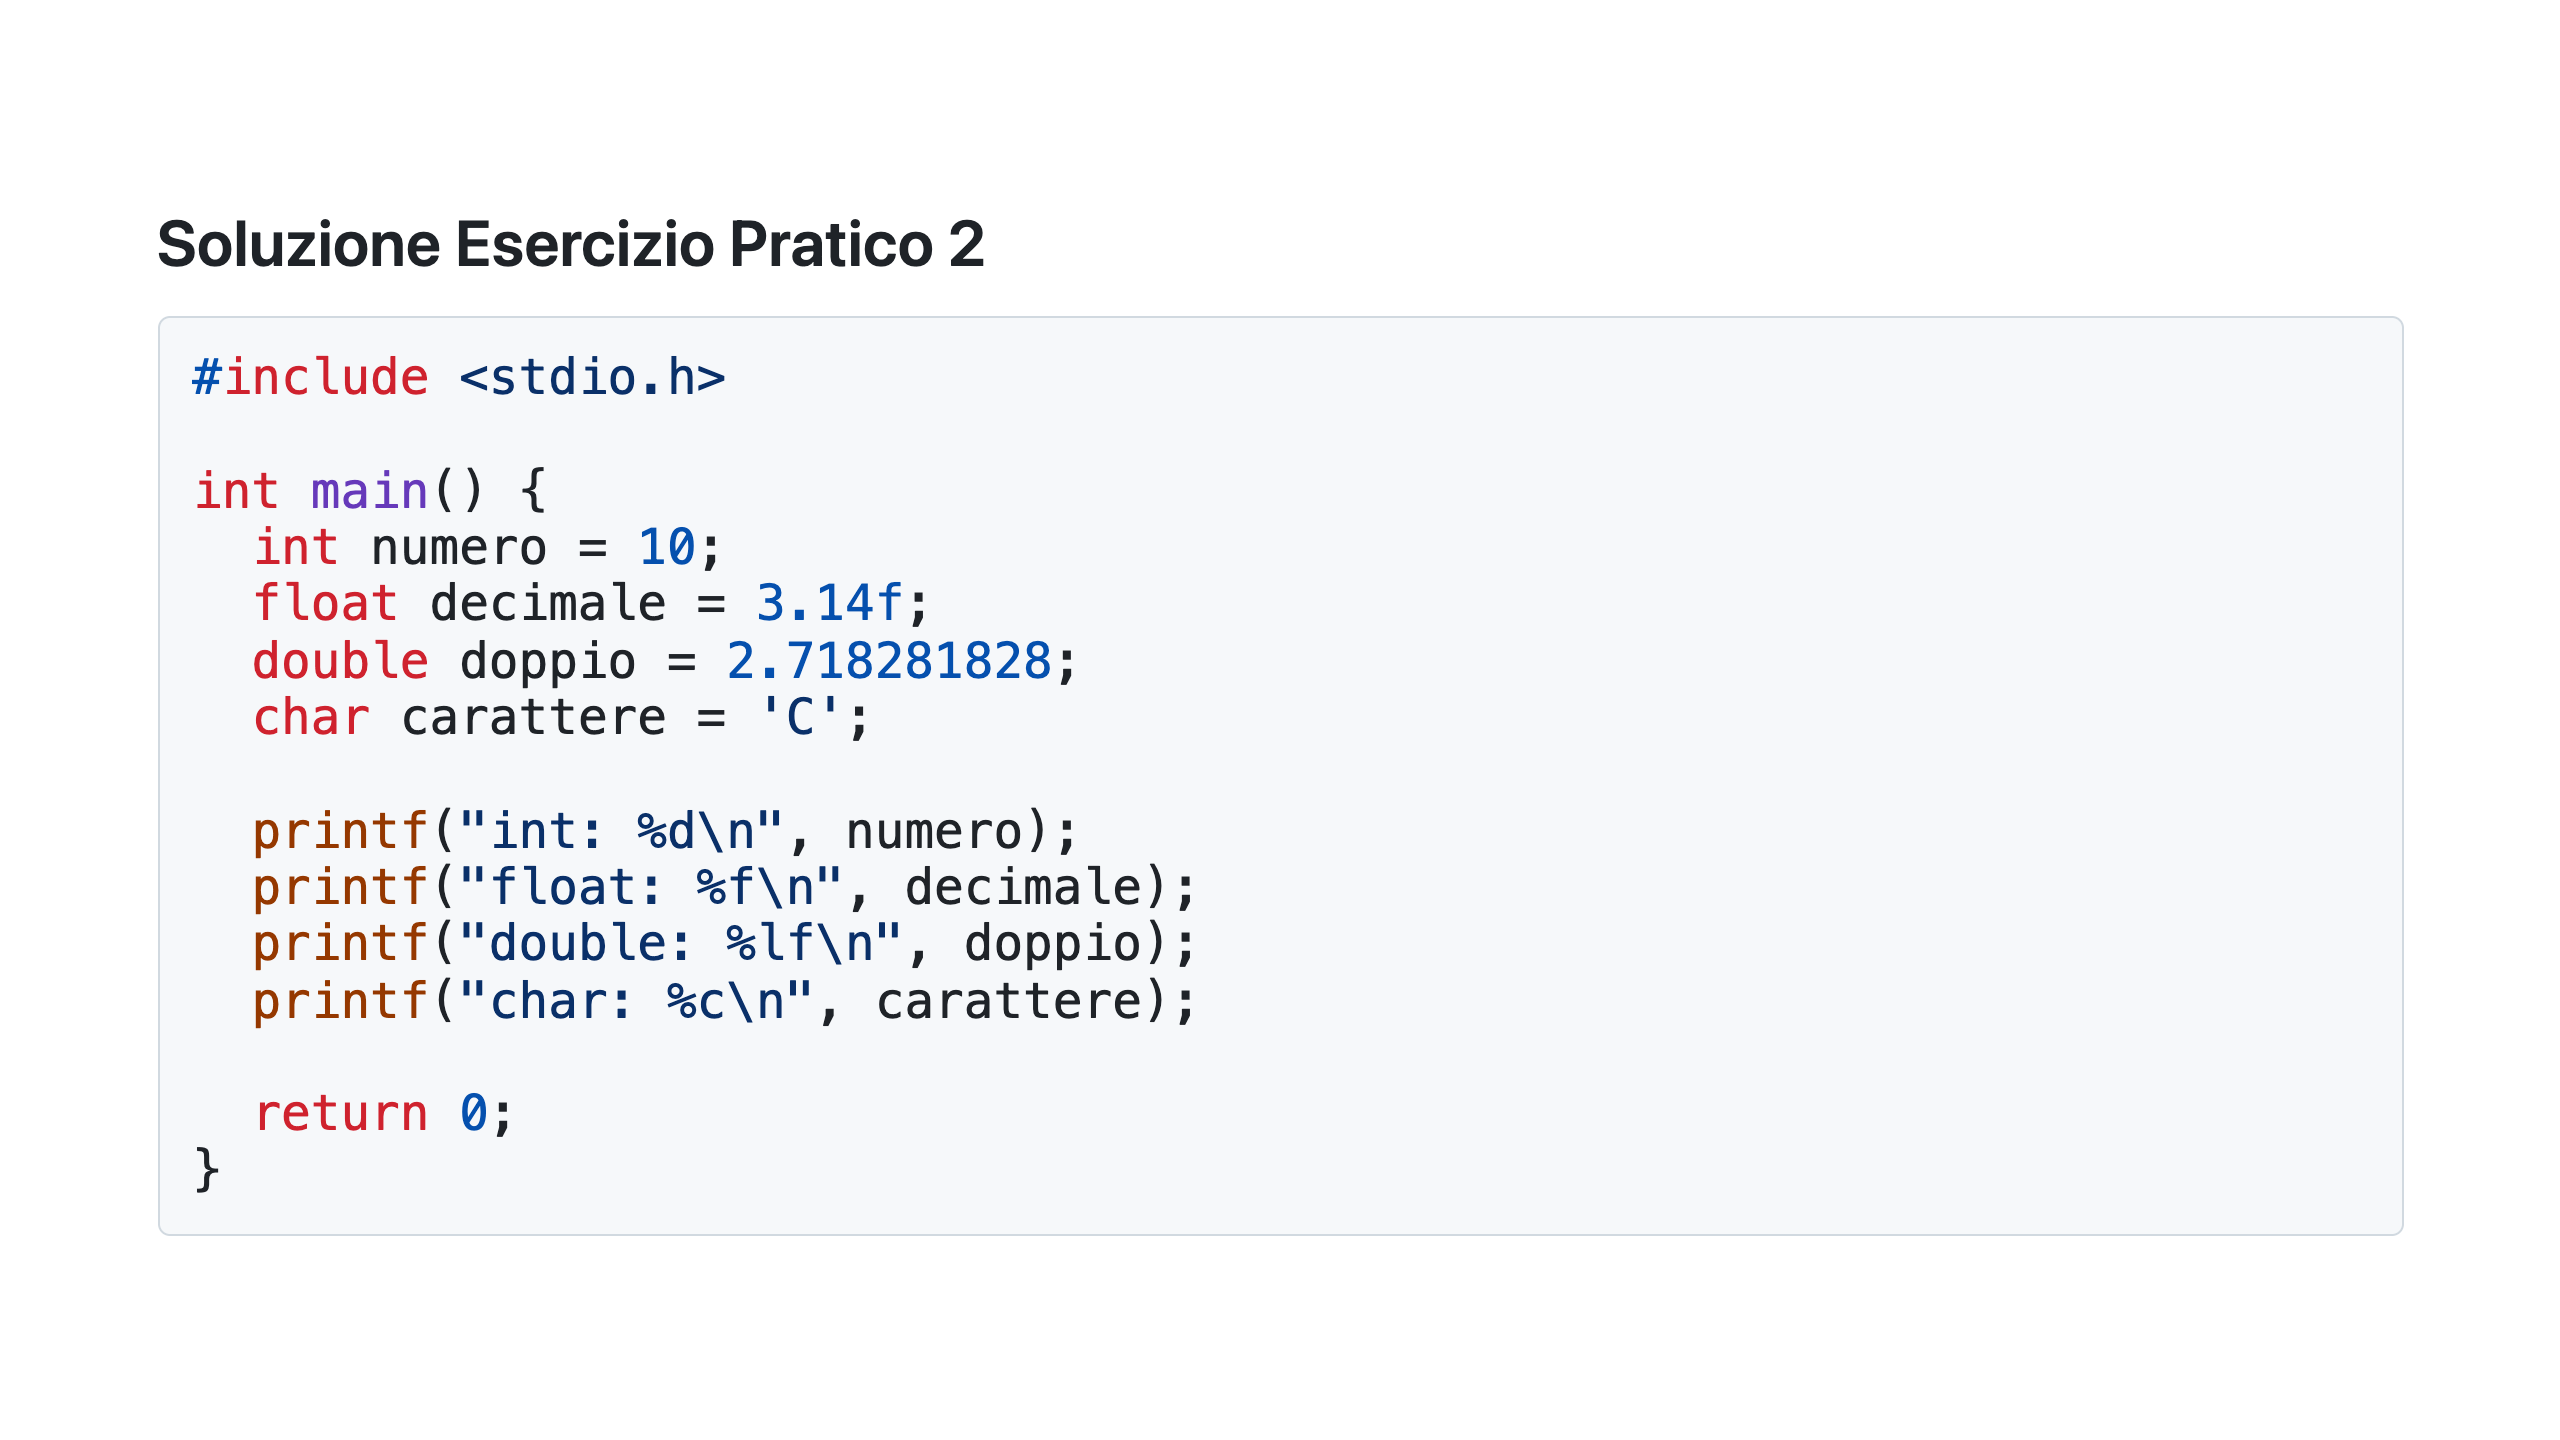 Soluzione Esercizio Pratico 2
#include <stdio.h>
int main() {
int numero = 10;
float decimale = 3.14f;
double doppio = 2.718281828;
char carattere = 'C';
printf("int: %d\n", numero);
printf("float: %f\n", decimale);
printf("double: %lf\n", doppio);
printf("char: %c\n", carattere);
return 0;
}